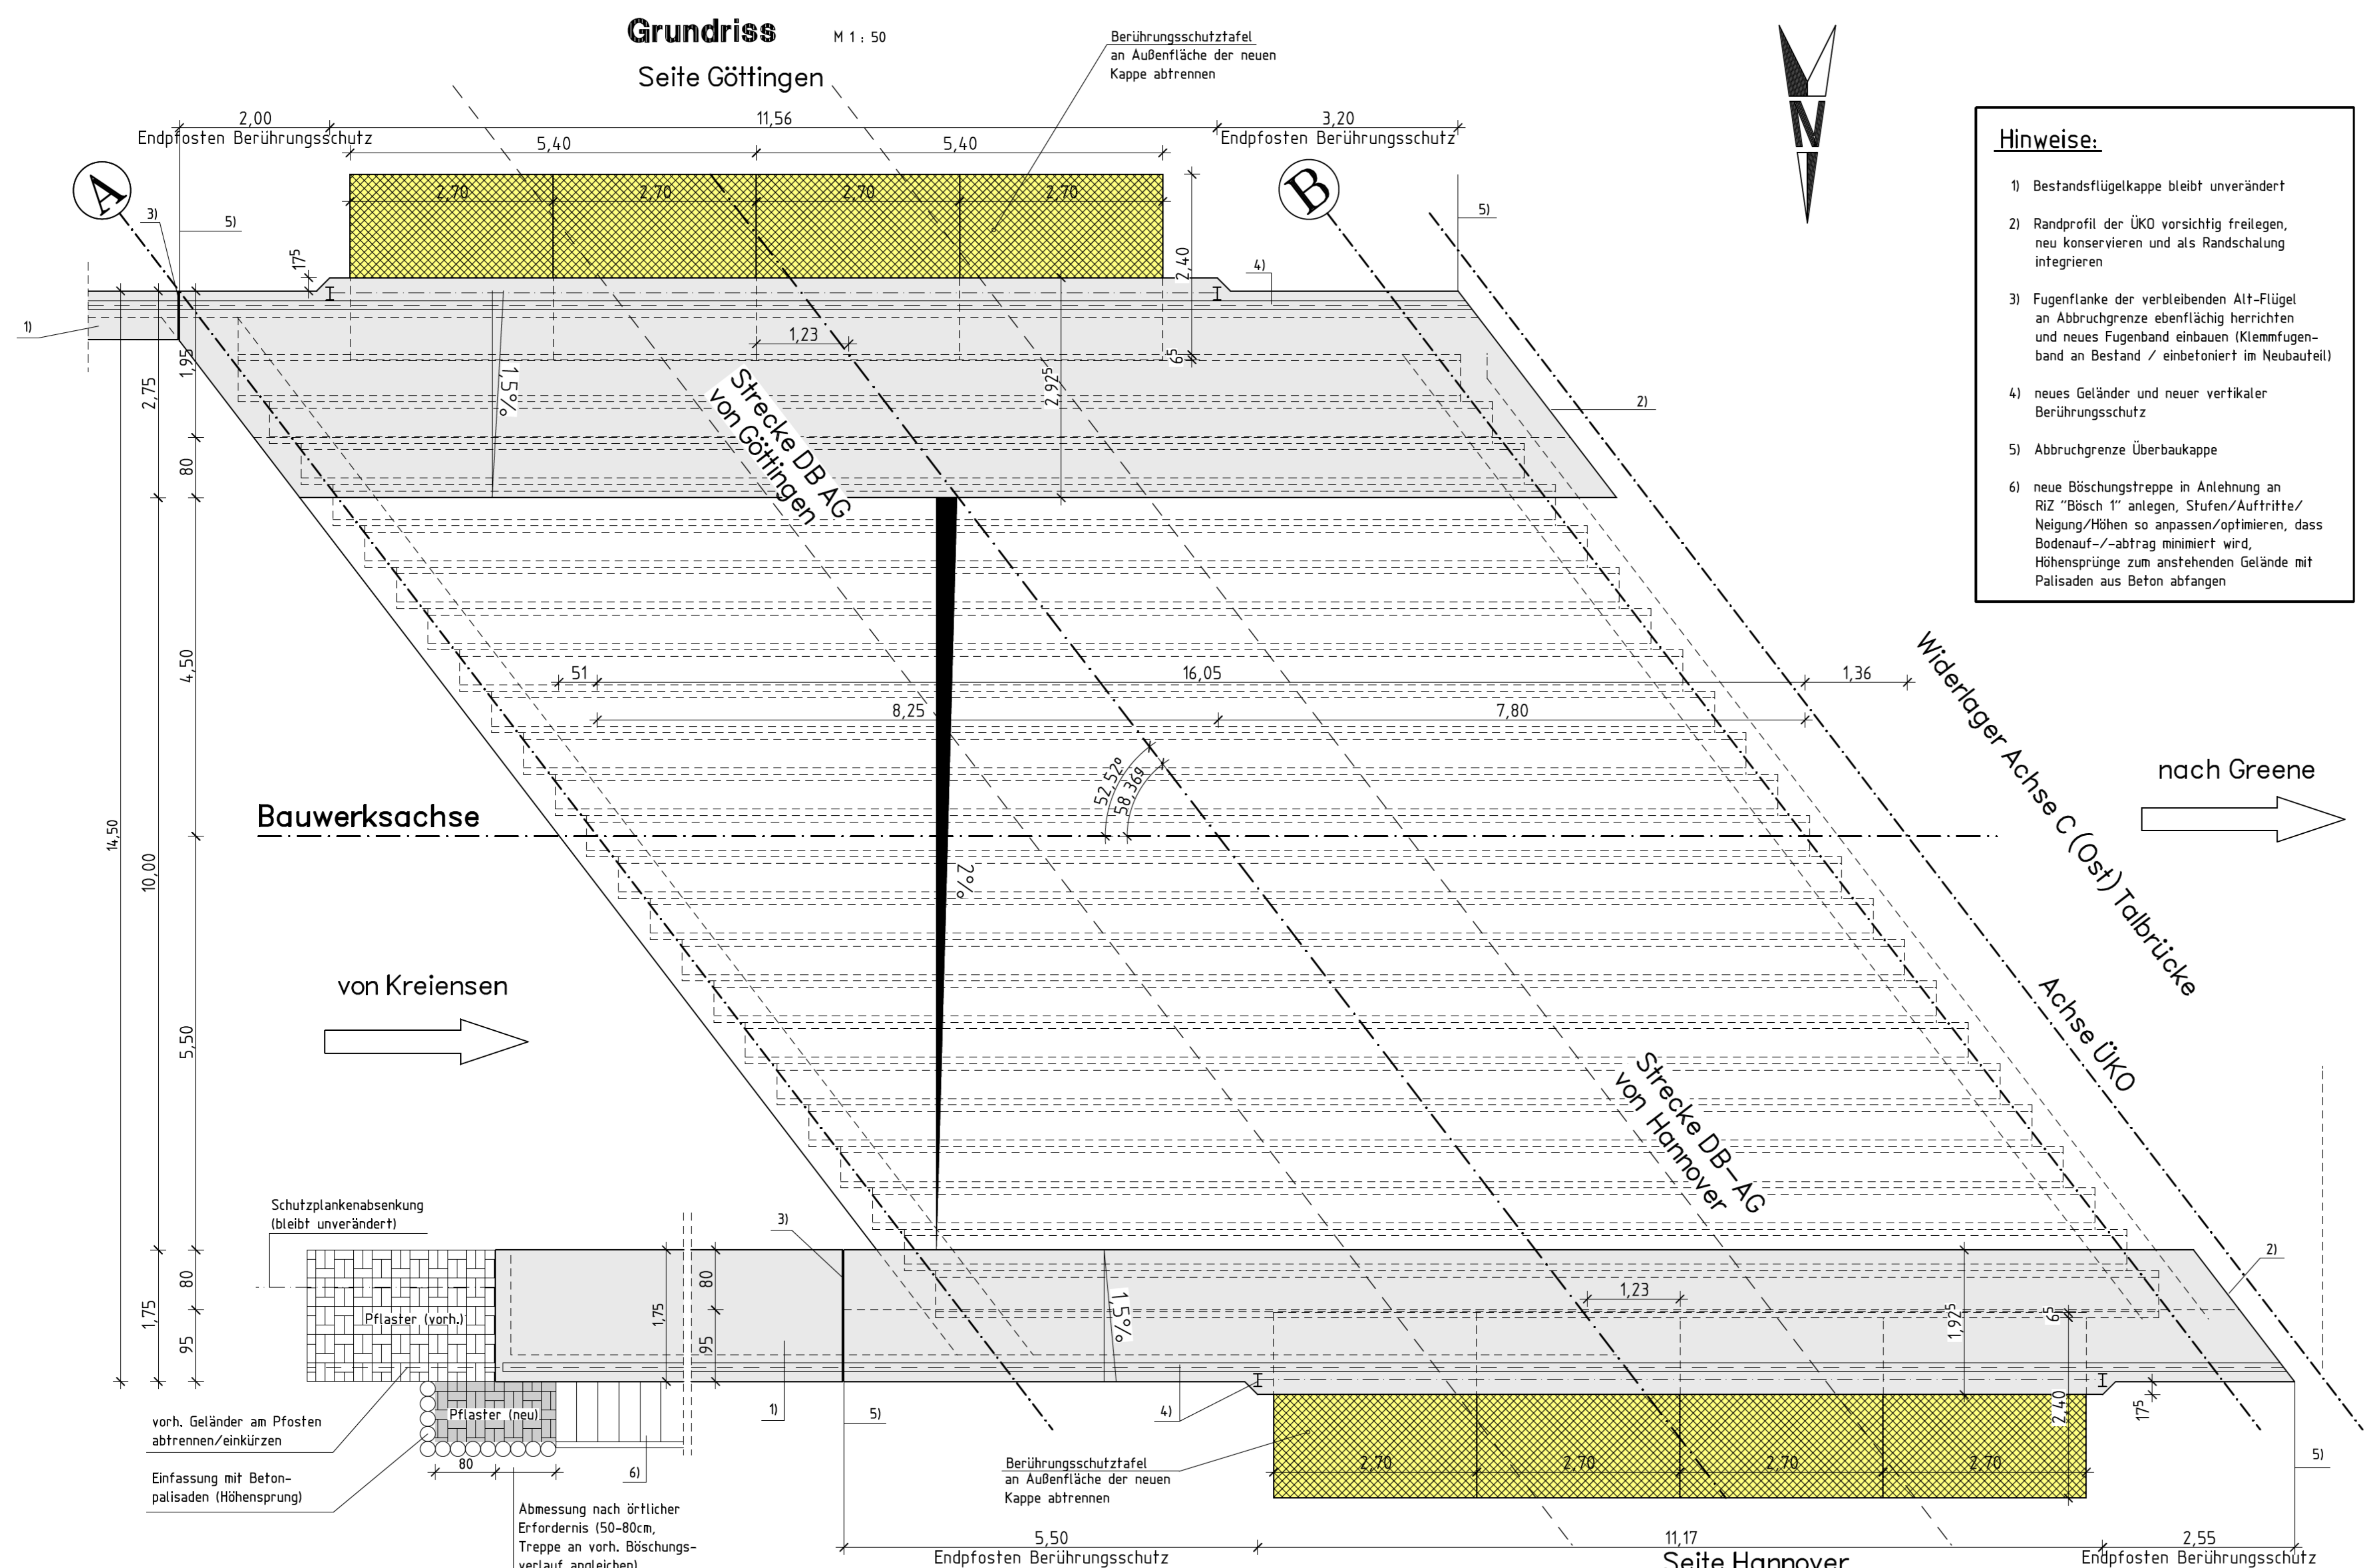 Grundriss M 1 : 50
Seite Göttingen
Berührungsschutztafel
an Außenfläche der neuen
Kappe abtrennen
N
2,00
Endpfosten Berührungsschutz
11,56
3,20
Endpfosten Berührungsschutz
5,40
5,40
2,70
2,70
2,70
2,70
A
B
3)
5)
5)
1)
4)
2)
17⁵
2,40
65
1,23
1,5%
2,92⁵
Strecke DB AG
von Göttingen
Hinweise:
1) Bestandsflügelkappe bleibt unverändert
2) Randprofil der ÜKO vorsichtig freilegen,
neu konservieren und als Randschalung
integrieren
3) Fugenflanke der verbleibenden Alt-Flügel
an Abbruchgrenze ebenflächig herrichten
und neues Fugenband einbauen (Klemmfugen-
band an Bestand / einbetoniert im Neubauteil)
4) neues Geländer und neuer vertikaler
Berührungsschutz
5) Abbruchgrenze Überbaukappe
6) neue Böschungstreppe in Anlehnung an
RiZ "Bösch 1" anlegen, Stufen/Auftritte/
Neigung/Höhen so anpassen/optimieren, dass
Bodenauf-/-abtrag minimiert wird,
Höhensprünge zum anstehenden Gelände mit
Palisaden aus Beton abfangen
1,95
2,75
80
4,50
14,50
10,00
5,50
80
1,75
95
51
16,05
1,36
8,25
7,80
52,52°
58,36g
Bauwerksachse
2%
Widerlager Achse C (Ost) Talbrücke
Achse ÜKO
nach Greene
von Kreiensen
Strecke DB-AG
von Hannover
Schutzplankenabsenkung
(bleibt unverändert)
Pflaster (vorh.)
Pflaster (neu)
3)
1,75
80
95
1,5%
1,23
1,92⁵
65
2)
2,40
17⁵
1)
5)
4)
5)
6)
80
vorh. Geländer am Pfosten
abtrennen/einkürzen
Einfassung mit Beton-
palisaden (Höhensprung)
Abmessung nach örtlicher
Erfordernis (50-80cm,
Treppe an vorh. Böschungs-
verlauf angleichen)
Berührungsschutztafel
an Außenfläche der neuen
Kappe abtrennen
2,70
2,70
2,70
2,70
5,50
Endpfosten Berührungsschutz
11,17
2,55
Endpfosten Berührungsschutz
Seite Hannover